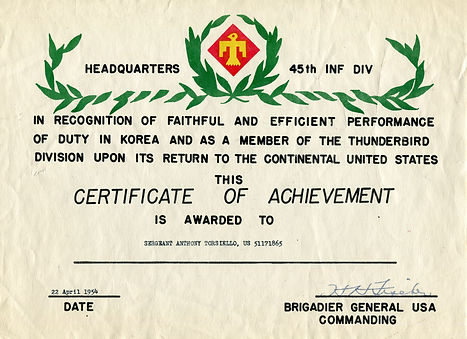 HEADQUARTERS 45th INF DIV
IN RECOGNITION OF FAITHFUL AND EFFICIENT PERFORMANCE
OF DUTY IN KOREA AND AS A MEMBER OF THE THUNDERBIRD
DIVISION UPON ITS RETURN TO THE CONTINENTAL UNITED STATES
THIS
CERTIFICATE OF ACHIEVEMENT
IS AWARDED TO
SERGEANT ANTHONY TORSIELLO, US 51171865
22 April 1954
DATE
BRIGADIER GENERAL USA
COMMANDING